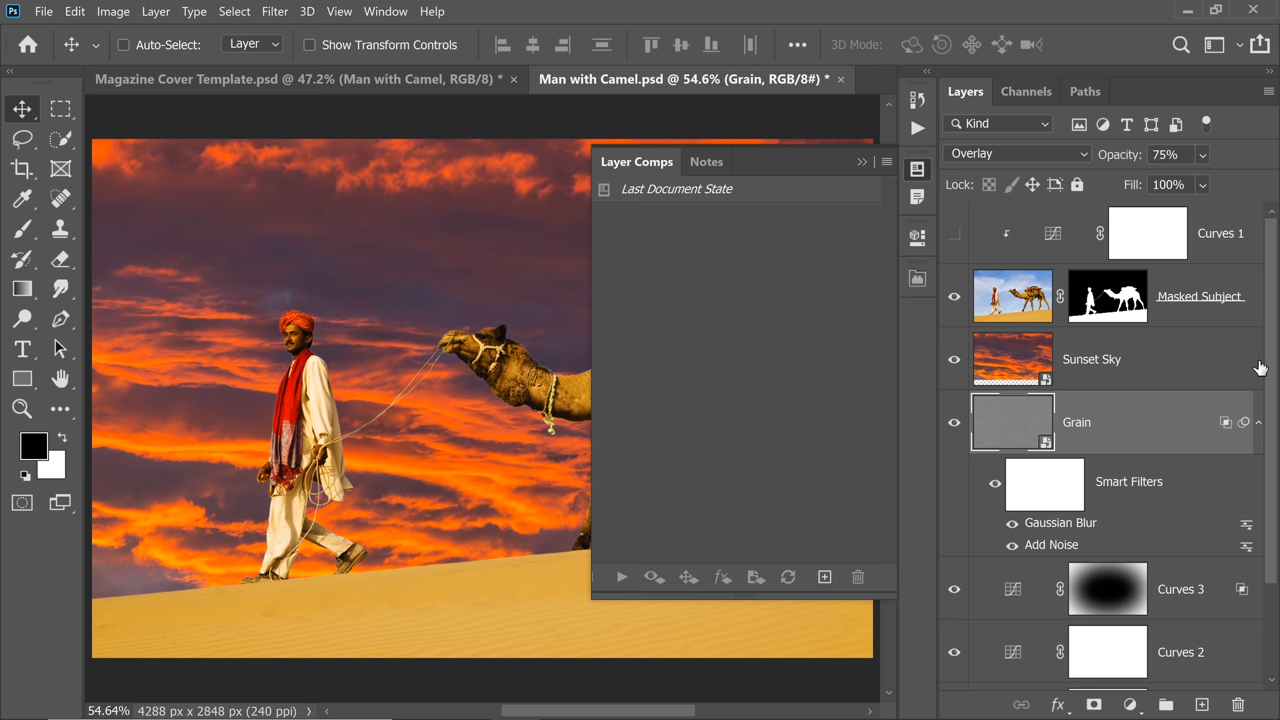 Ps File Edit Image Layer Type Select Filter 3D View Window Help
Auto-Select: Layer Show Transform Controls 3D Mode:
Magazine Cover Template.psd @ 47.2% (Man with Camel, RGB/8) * Man with Camel.psd @ 54.6% (Grain, RGB/8#) *
Layer Comps Notes
Last Document State
Layers Channels Paths
Kind
Overlay Opacity: 75%
Lock: Fill: 100%
Curves 1
Masked Subject
Sunset Sky
Grain
Smart Filters
Gaussian Blur
Add Noise
Curves 3
Curves 2
fx
54.64% 4288 px x 2848 px (240 ppi)